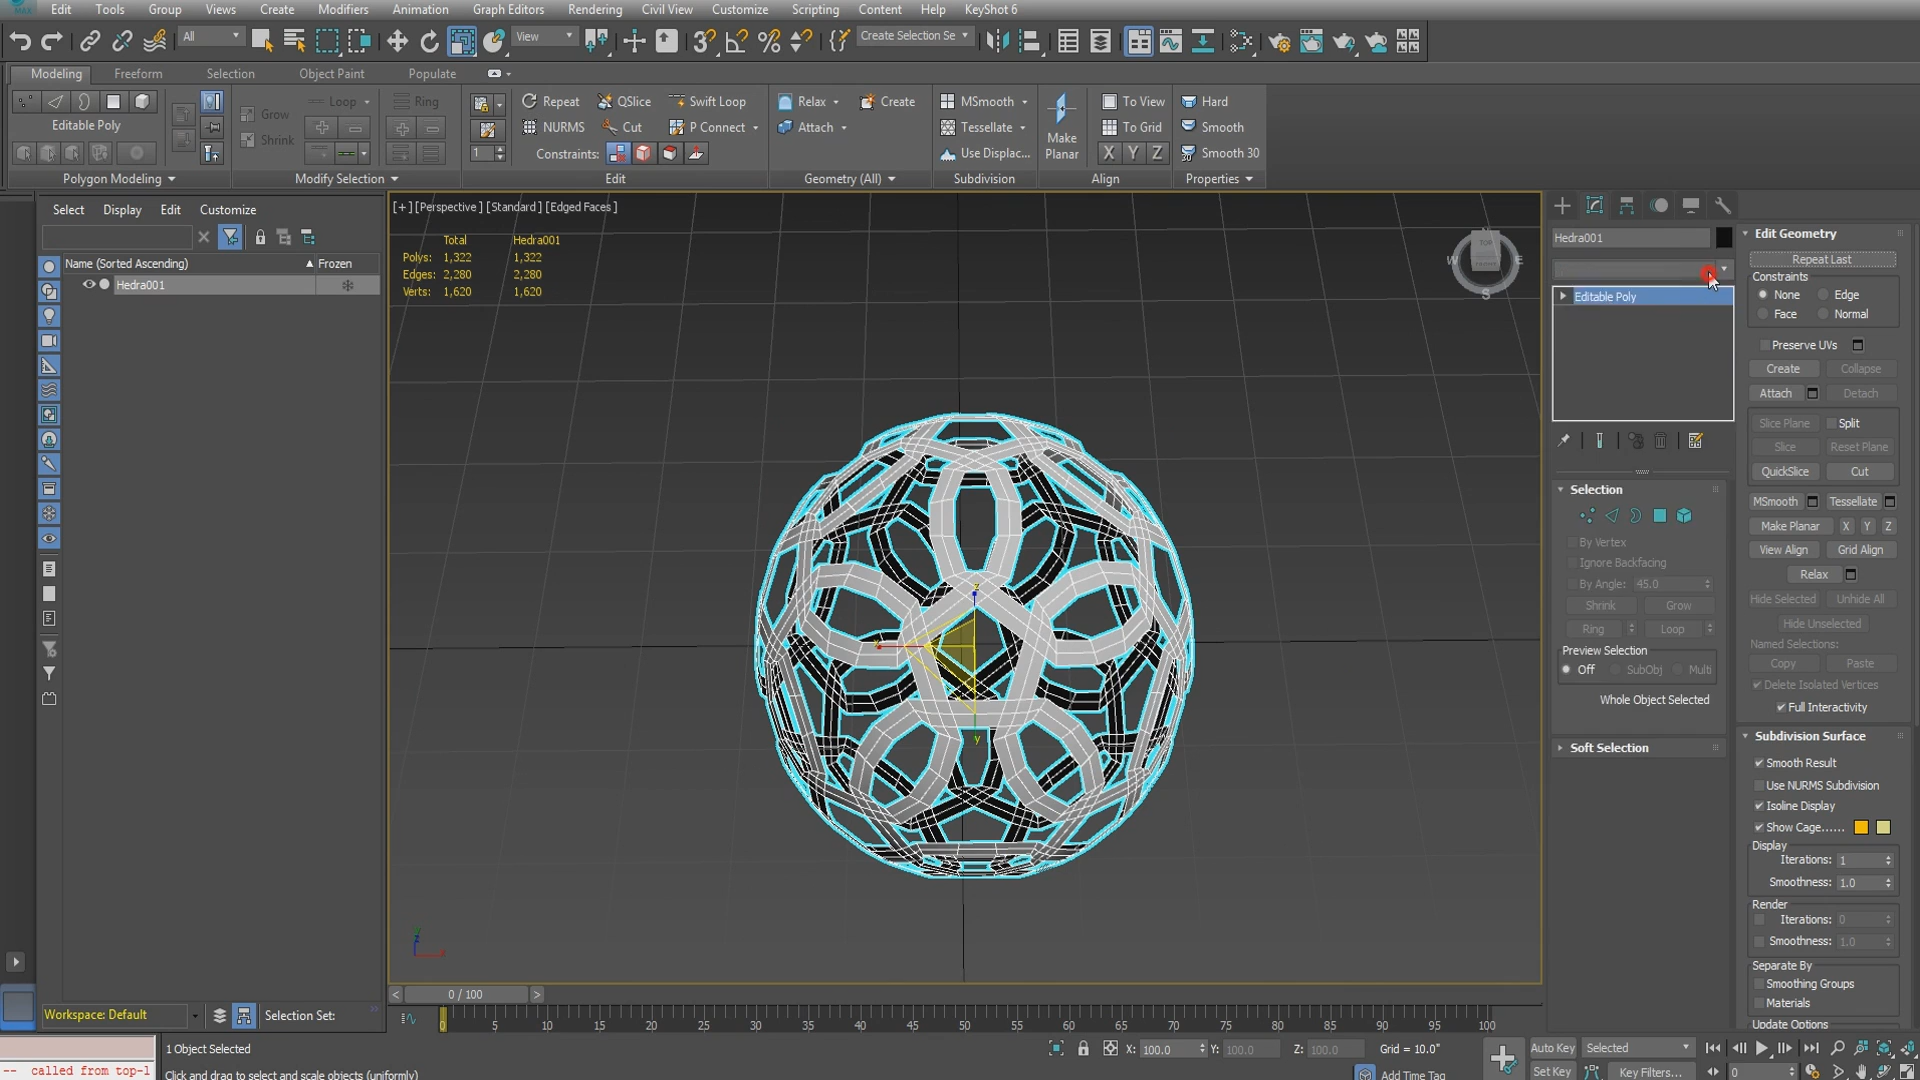 Edit Tools Group Views Create Modifiers Animation Graph Editors Rendering Civil View Customize Scripting Content Help KeyShot 6
All View Create Selection Se
Modeling Freeform Selection Object Paint Populate
Loop Ring Repeat QSlice Swift Loop Relax Create MSmooth To View Hard
Grow
Editable Poly NURMS Cut P Connect Attach Tessellate To Grid Smooth
Make Planar
Shrink 1 Constraints: Use Displac... X Y Z Smooth 30
Polygon Modeling Modify Selection Edit Geometry (All) Subdivision Align Properties
Select Display Edit Customize
Name (Sorted Ascending) Frozen
Hedra001
[+] [Perspective] [Standard] [Edged Faces]
Total Hedra001
Polys: 1,322 1,322
Edges: 2,280 2,280
Verts: 1,620 1,620
TOP
W E
S
z
x
y
Hedra001
Editable Poly
Selection
By Vertex
Ignore Backfacing
By Angle: 45.0
Shrink Grow
Ring Loop
Preview Selection
Off SubObj Multi
Whole Object Selected
Soft Selection
Edit Geometry
Repeat Last
Constraints
None Edge
Face Normal
Preserve UVs
Create Collapse
Attach Detach
Slice Plane Split
Slice Reset Plane
QuickSlice Cut
MSmooth Tessellate
Make Planar X Y Z
View Align Grid Align
Relax
Hide Selected Unhide All
Hide Unselected
Named Selections:
Copy Paste
Delete Isolated Vertices
Full Interactivity
Subdivision Surface
Smooth Result
Use NURMS Subdivision
Isoline Display
Show Cage......
Display
Iterations: 1
Smoothness: 1.0
Render
Iterations: 0
Smoothness: 1.0
Separate By
Smoothing Groups
Materials
Update Options
< 0 / 100 >
Workspace: Default Selection Set:
0 5 10 15 20 25 30 35 40 45 50 55 60 65 70 75 80 85 90 95 100
1 Object Selected X: 100.0 Y: 100.0 Z: 100.0 Grid = 10.0" Auto Key Selected
-- called from top-l Click and drag to select and scale objects (uniformly) Add Time Tag Set Key Key Filters... 0